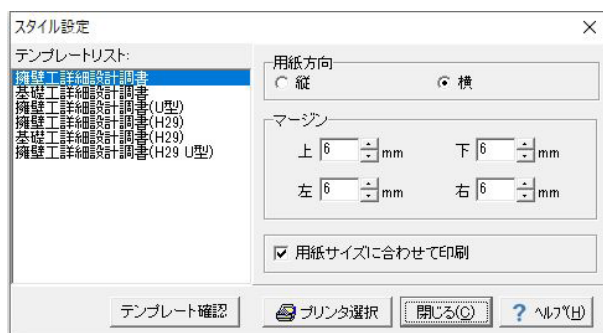 スタイル設定
テンプレートリスト:
擁壁工詳細設計調書
基礎工詳細設計調書
擁壁工詳細設計調書(U型)
擁壁工詳細設計調書(H29)
基礎工詳細設計調書(H29)
擁壁工詳細設計調書(H29 U型)
用紙方向
縦 横
マージン
上 6 mm 下 6 mm
左 6 mm 右 6 mm
用紙サイズに合わせて印刷
テンプレート確認 プリンタ選択 閉じる(C) ? ヘルプ(H)